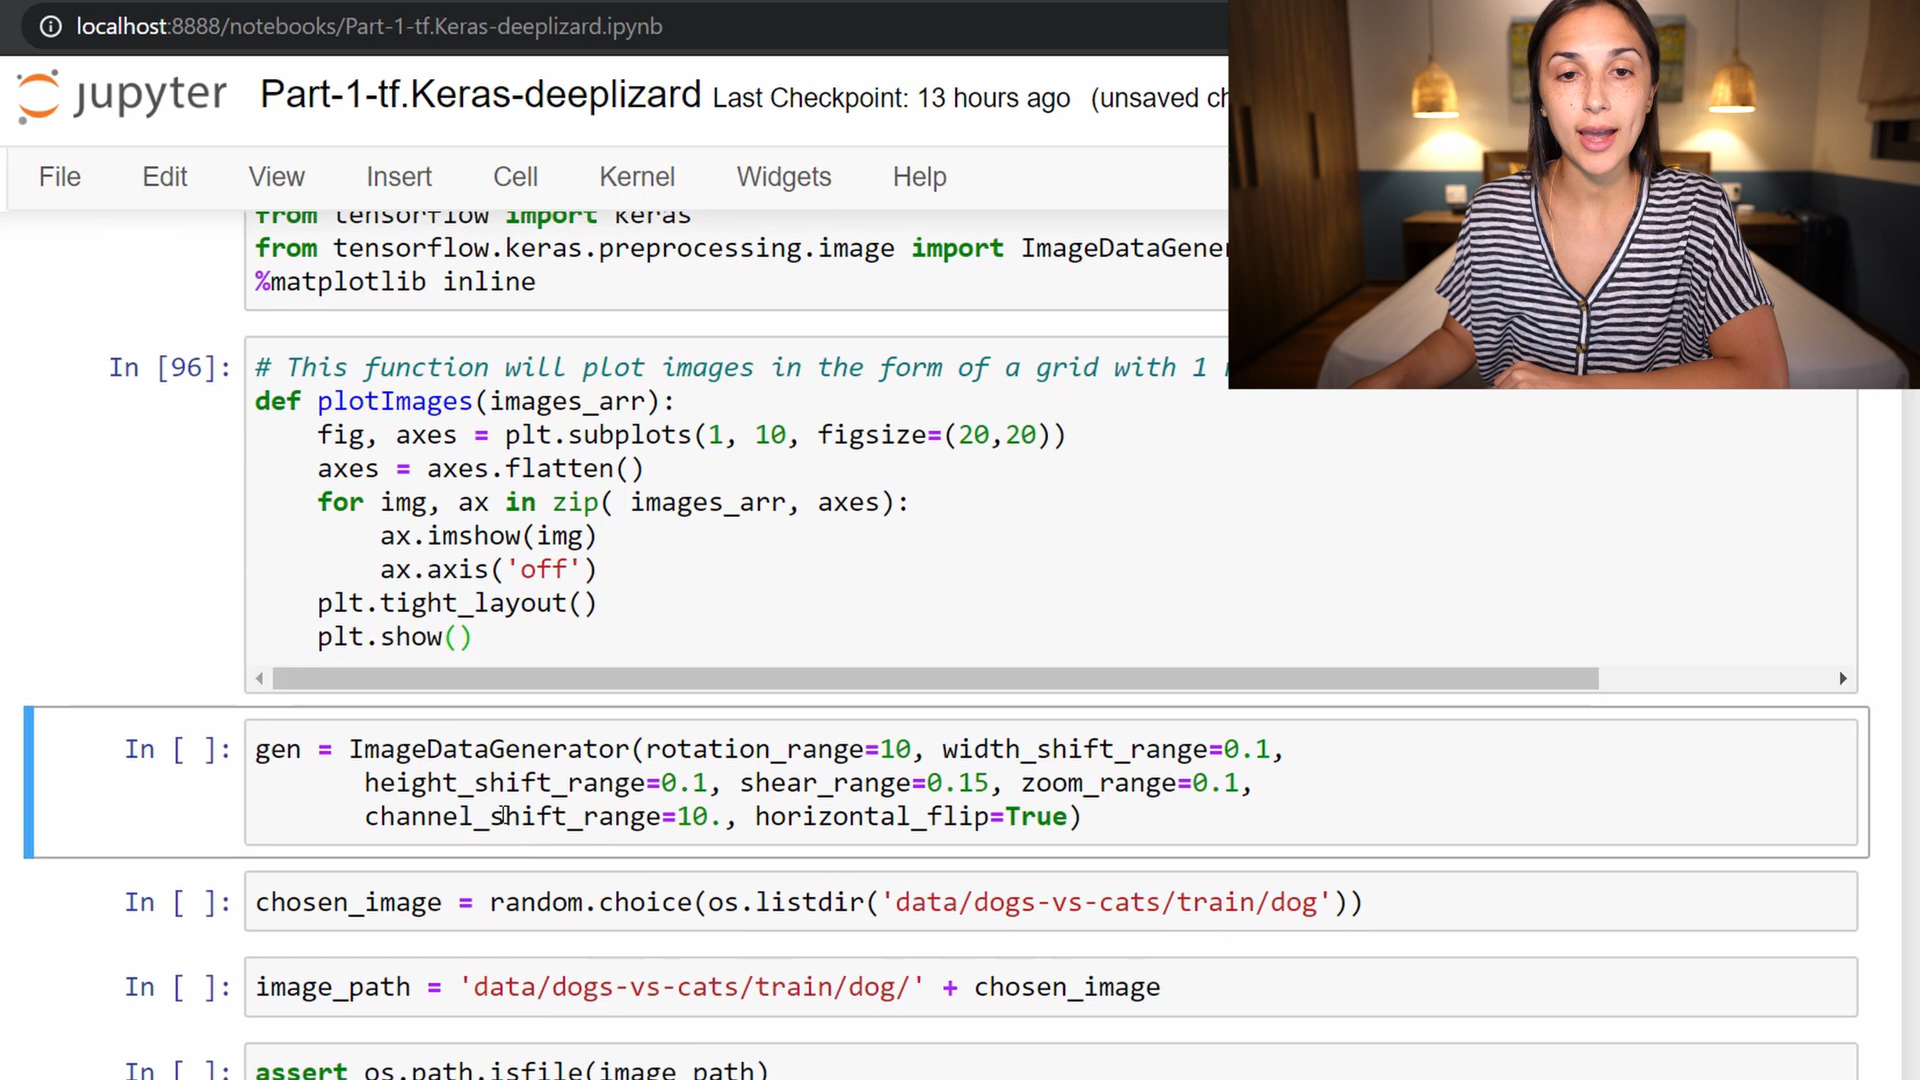 localhost:8888/notebooks/Part-1-tf.Keras-deeplizard.ipynb
jupyter Part-1-tf.Keras-deeplizard Last Checkpoint: 13 hours ago (unsaved
File Edit View Insert Cell Kernel Widgets Help
from tensorflow import keras
from tensorflow.keras.preprocessing.image import ImageDataGener
%matplotlib inline
In [96]: # This function will plot images in the form of a grid with 1
def plotImages(images_arr):
fig, axes = plt.subplots(1, 10, figsize=(20,20))
axes = axes.flatten()
for img, ax in zip( images_arr, axes):
ax.imshow(img)
ax.axis('off')
plt.tight_layout()
plt.show()
In [ ]: gen = ImageDataGenerator(rotation_range=10, width_shift_range=0.1,
height_shift_range=0.1, shear_range=0.15, zoom_range=0.1,
channel_shift_range=10., horizontal_flip=True)
In [ ]: chosen_image = random.choice(os.listdir('data/dogs-vs-cats/train/dog'))
In [ ]: image_path = 'data/dogs-vs-cats/train/dog/' + chosen_image
In [ ]: assert os.path.isfile(image_path)